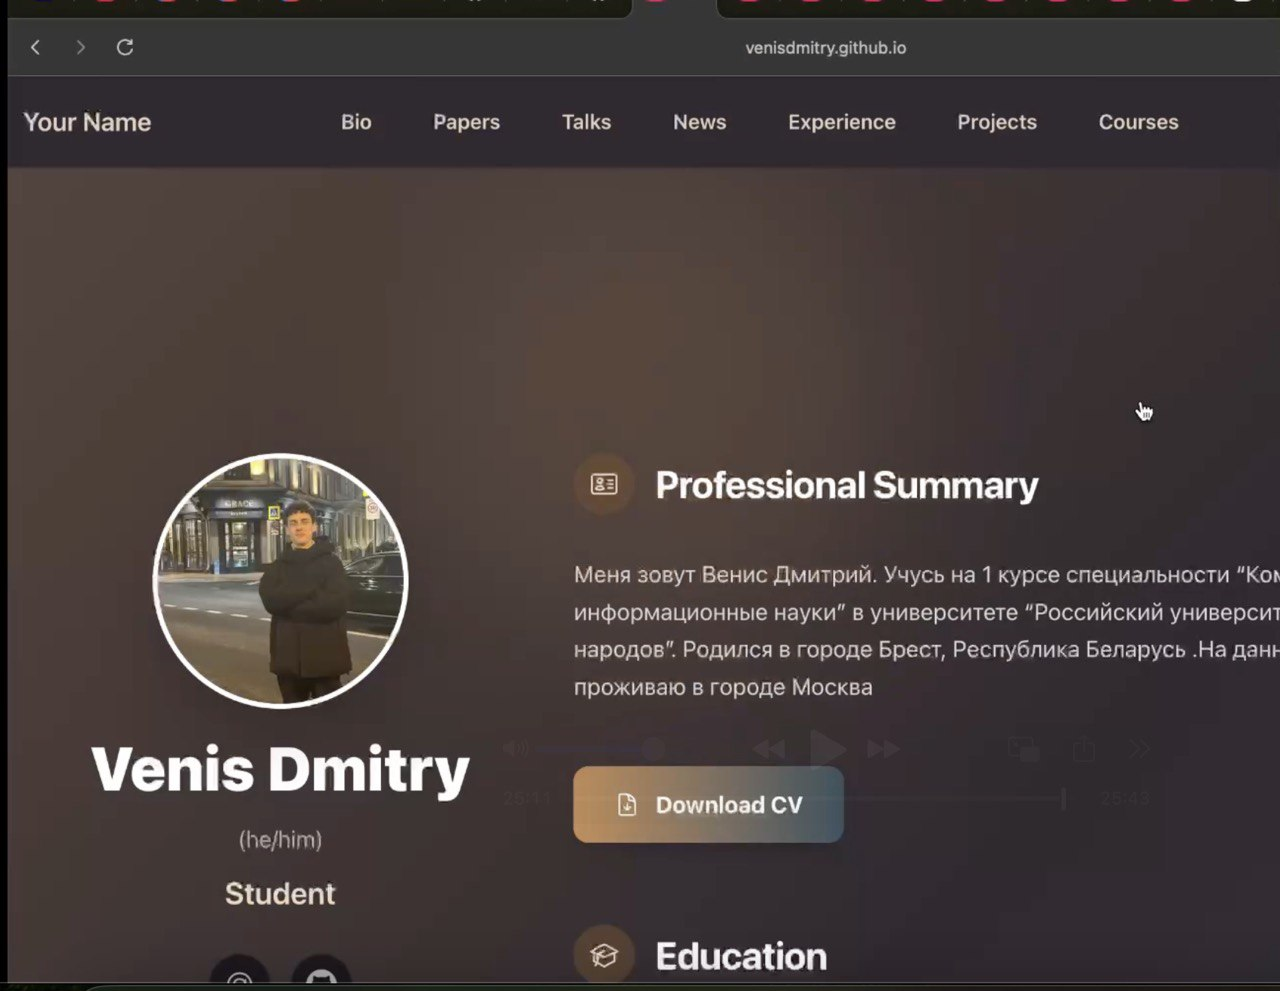 venisdmitry.github.io
Your Name Bio Papers Talks News Experience Projects Courses
GRACE
Professional Summary
Меня зовут Венис Дмитрий. Учусь на 1 курсе специальности “Ком
информационные науки” в университете “Российский университ
народов”. Родился в городе Брест, Республика Беларусь .На данн
проживаю в городе Москва
Download CV
Venis Dmitry
(he/him)
Student
Education